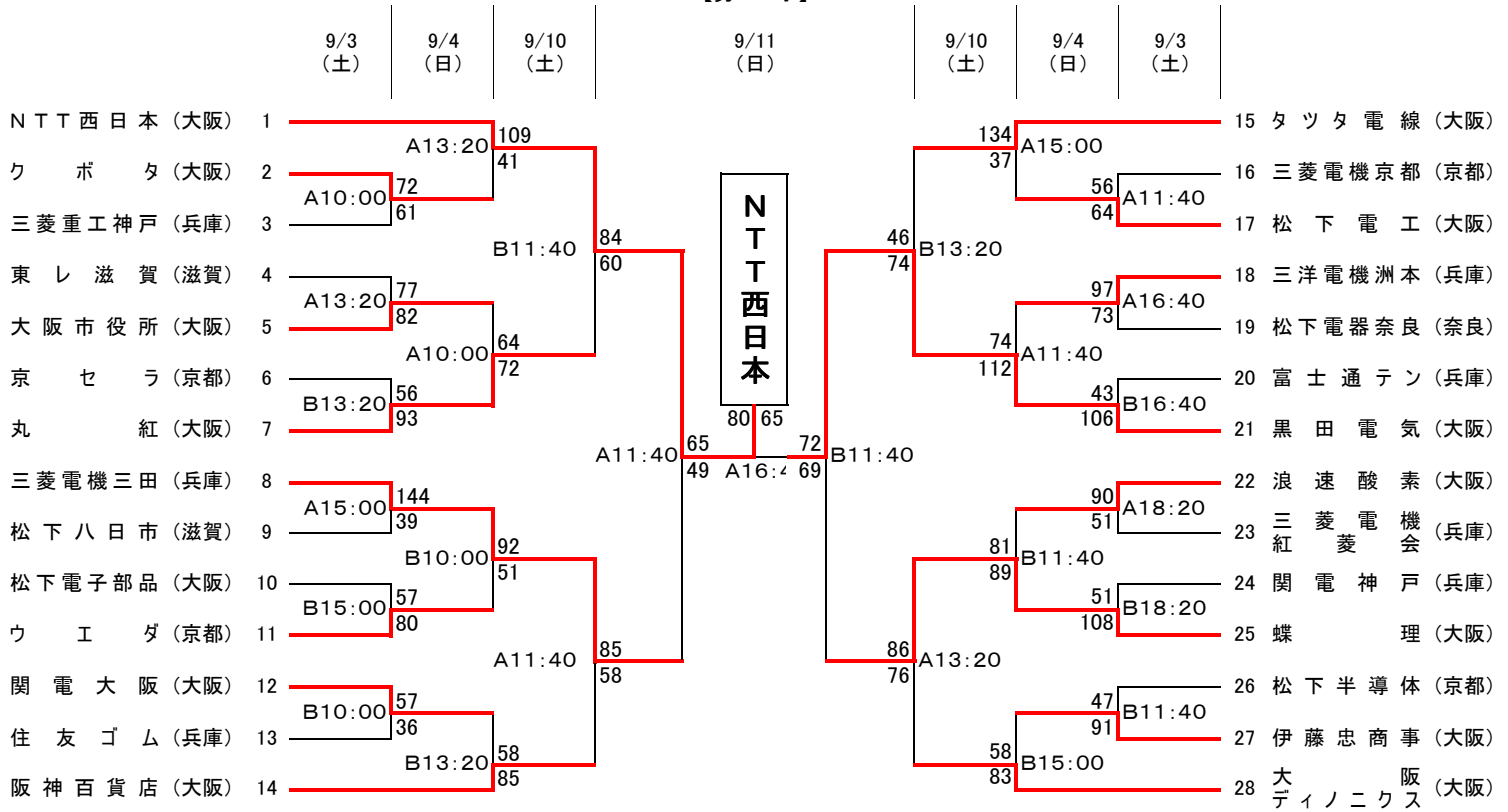 9/3
(土)
9/4
(日)
9/10
(土)
9/11
(日)
9/10
(土)
9/4
(日)
9/3
(土)
NTT西日本 (大阪) 1
クボタ (大阪) 2
三菱重工神戸 (兵庫) 3
東レ滋賀 (滋賀) 4
大阪市役所 (大阪) 5
京セラ (京都) 6
丸紅 (大阪) 7
三菱電機三田 (兵庫) 8
松下八日市 (滋賀) 9
松下電子部品 (大阪) 10
ウエダ (京都) 11
関電大阪 (大阪) 12
住友ゴム (兵庫) 13
阪神百貨店 (大阪) 14
A10:00
72
61
A13:20
77
82
B13:20
56
93
A15:00
144
39
B15:00
57
80
B10:00
57
36
A13:20
109
41
A10:00
64
72
B10:00
92
51
B13:20
58
85
B11:40
84
60
A11:40
85
58
A11:40
65
49
NTT西日本
80 65
A16:4
72
69
B11:40
46
74
B13:20
86
76
A13:20
134
37
A15:00
74
112
A11:40
81
89
B11:40
58
83
B15:00
56
64
A11:40
97
73
A16:40
43
106
B16:40
90
51
A18:20
51
108
B18:20
47
91
B11:40
15 タツタ電線 (大阪)
16 三菱電機京都 (京都)
17 松下電工 (大阪)
18 三洋電機洲本 (兵庫)
19 松下電器奈良 (奈良)
20 富士通テン (兵庫)
21 黒田電気 (大阪)
22 浪速酸素 (大阪)
23 三菱電機
紅菱会 (兵庫)
24 関電神戸 (兵庫)
25 蝶理 (大阪)
26 松下半導体 (京都)
27 伊藤忠商事 (大阪)
28 大阪
ディノニクス (大阪)